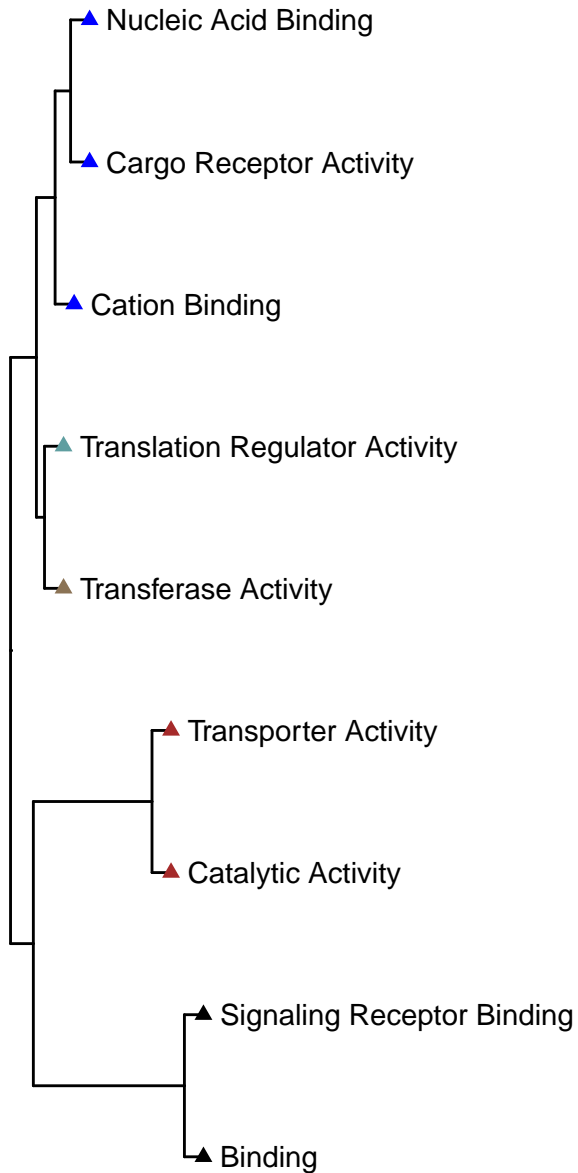 Nucleic Acid Binding
Cargo Receptor Activity
Cation Binding
Translation Regulator Activity
Transferase Activity
Transporter Activity
Catalytic Activity
Signaling Receptor Binding
Binding